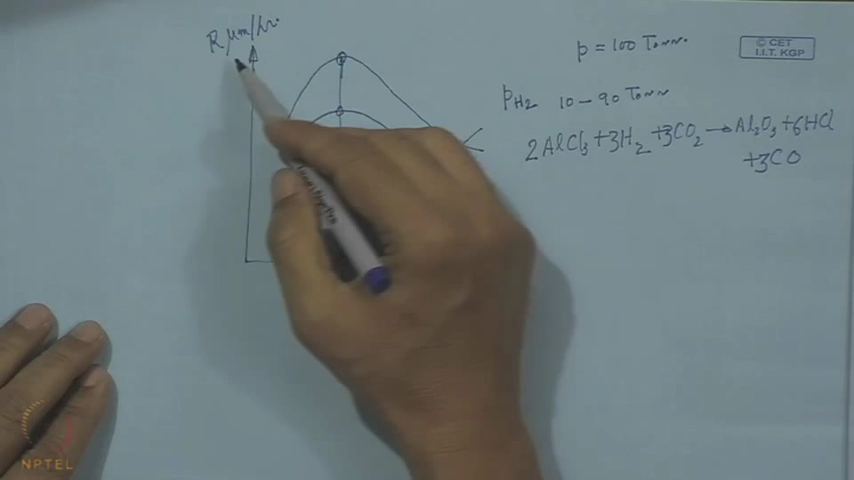 R μm/hr.
p = 100 Torr.
© CET
I.I.T. KGP
pH2 10-90 Torr
2AlCl3 +3H2 +3CO2 → Al2O3 +6HCl
+3CO
NPTEL